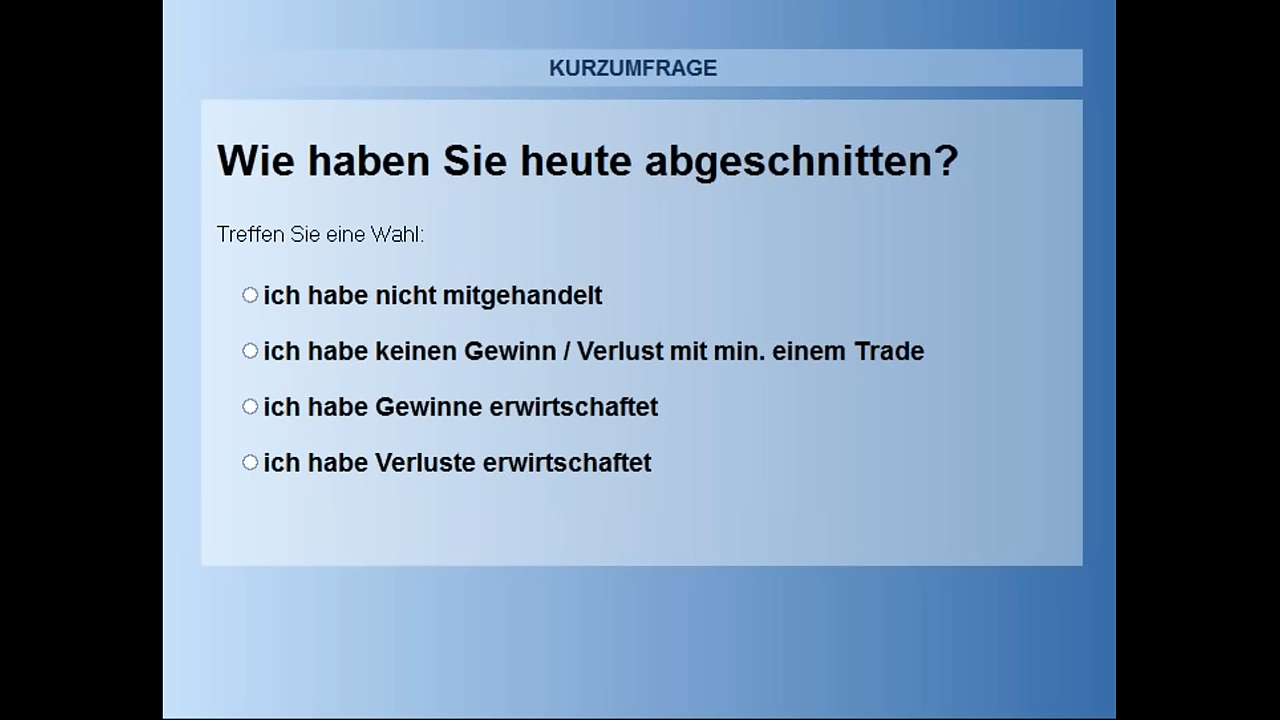 KURZUMFRAGE
Wie haben Sie heute abgeschnitten?
Treffen Sie eine Wahl:
ich habe nicht mitgehandelt
ich habe keinen Gewinn / Verlust mit min. einem Trade
ich habe Gewinne erwirtschaftet
ich habe Verluste erwirtschaftet